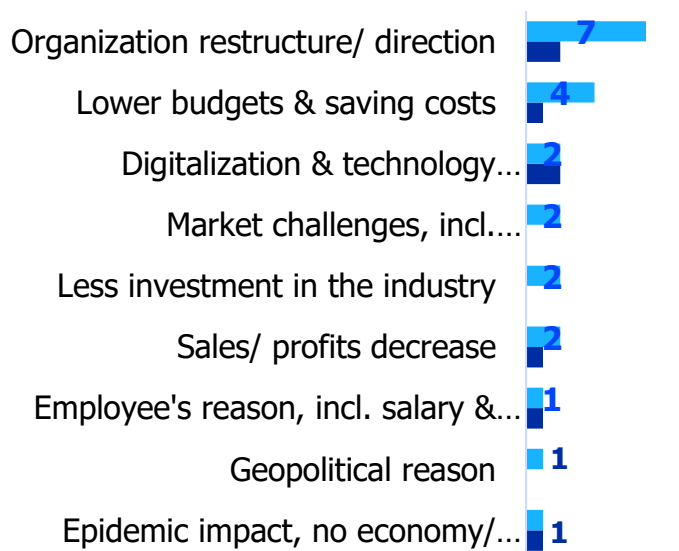 Organization restructure/ direction 7
Lower budgets & saving costs 4
Digitalization & technology… 2
Market challenges, incl.… 2
Less investment in the industry 2
Sales/ profits decrease 2
Employee's reason, incl. salary &… 1
Geopolitical reason 1
Epidemic impact, no economy/… 1